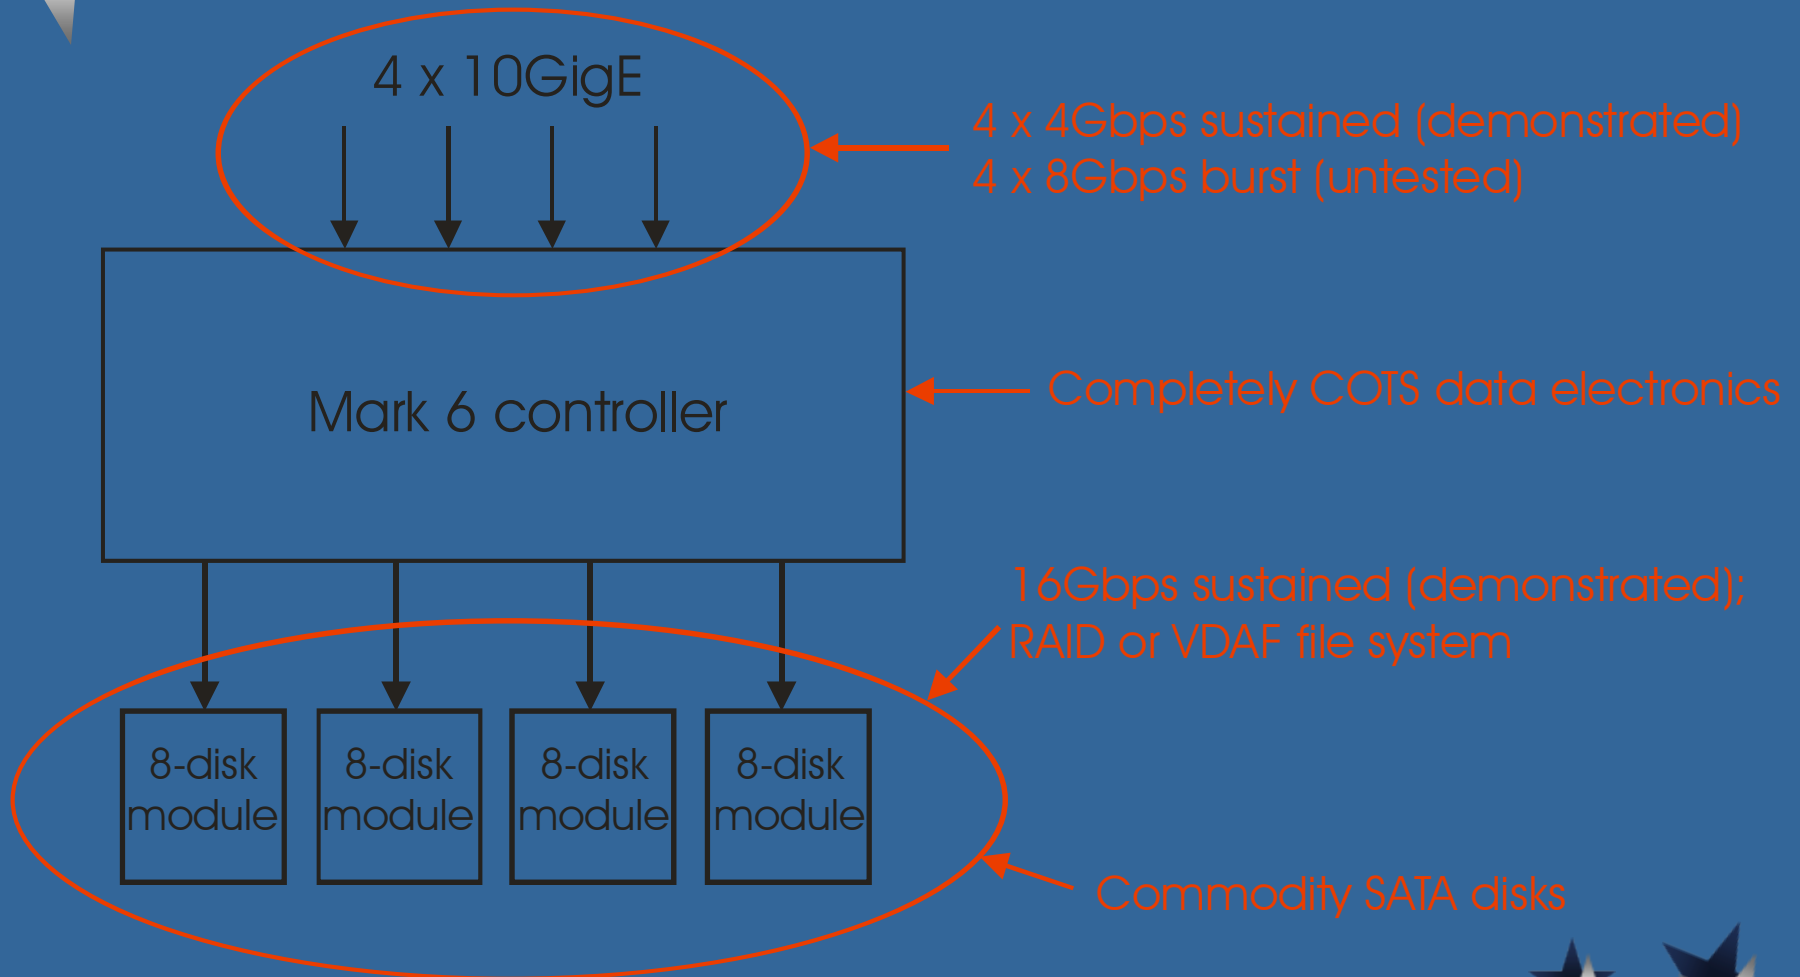 4 x 10GigE
4 x 4Gbps sustained (demonstrated)
4 x 8Gbps burst (untested)
Mark 6 controller
Completely COTS data electronics
16Gbps sustained (demonstrated);
RAID or VDAF file system
8-disk
module
8-disk
module
8-disk
module
8-disk
module
Commodity SATA disks